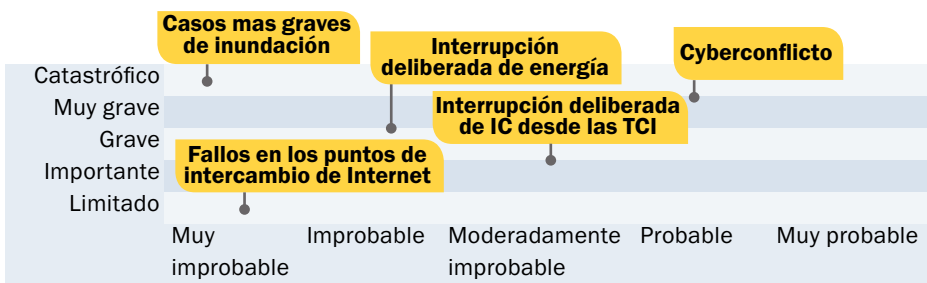 Casos mas graves
de inundación
Interrupción
deliberada de energía
Cyberconflicto
Catastrófico
Muy grave
Interrupción deliberada
de IC desde las TCI
Grave
Fallos en los puntos de
intercambio de Internet
Importante
Limitado
Muy
improbable
Improbable
Moderadamente
improbable
Probable
Muy probable